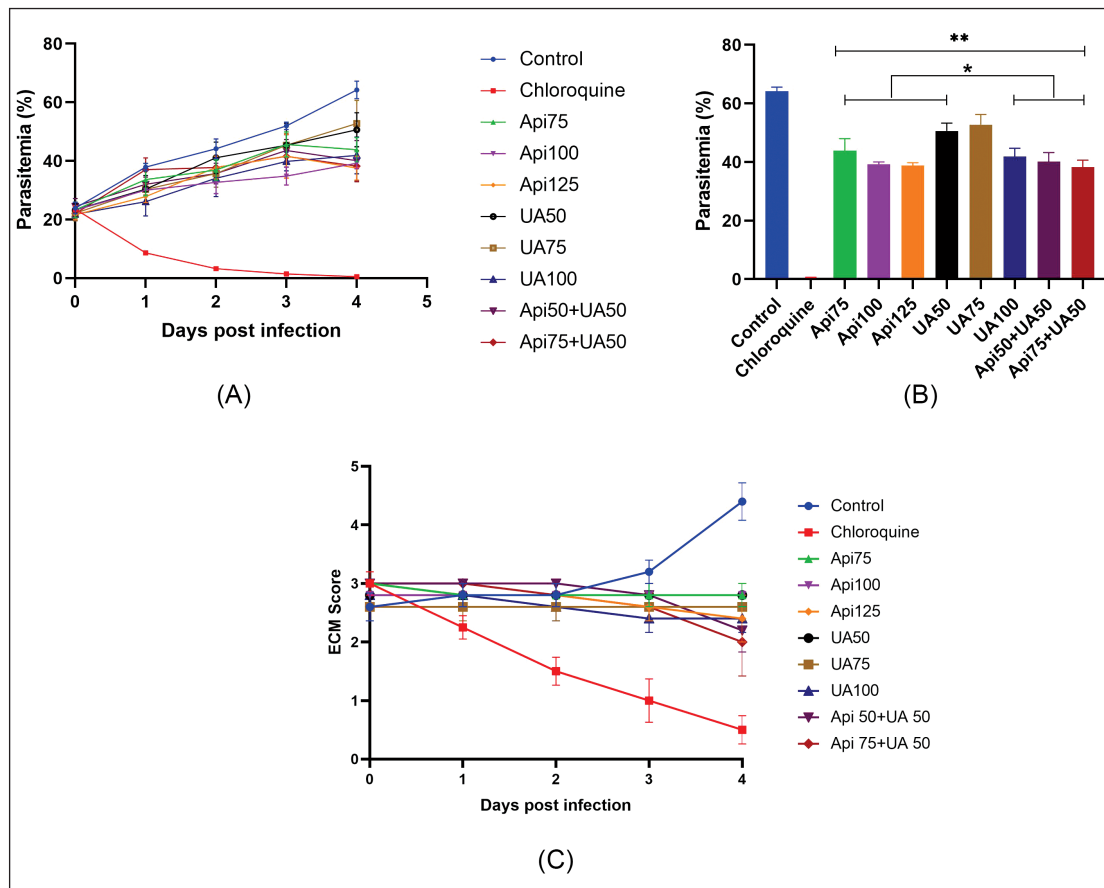 Parasitemia (%)
80
60
40
20
0
0
1
2
3
4
5
Days post infection
Control
Chloroquine
Api75
Api100
Api125
UA50
UA75
UA100
Api50+UA50
Api75+UA50
(A)
Parasitemia (%)
80
60
40
20
0
**
*
Control
Chloroquine
Api75
Api100
Api125
UA50
UA75
UA100
Api50+UA50
Api75+UA50
(B)
ECM Score
5
4
3
2
1
0
0
1
2
3
4
Days post infection
Control
Chloroquine
Api75
Api100
Api125
UA50
UA75
UA100
Api 50+UA 50
Api 75+UA 50
(C)